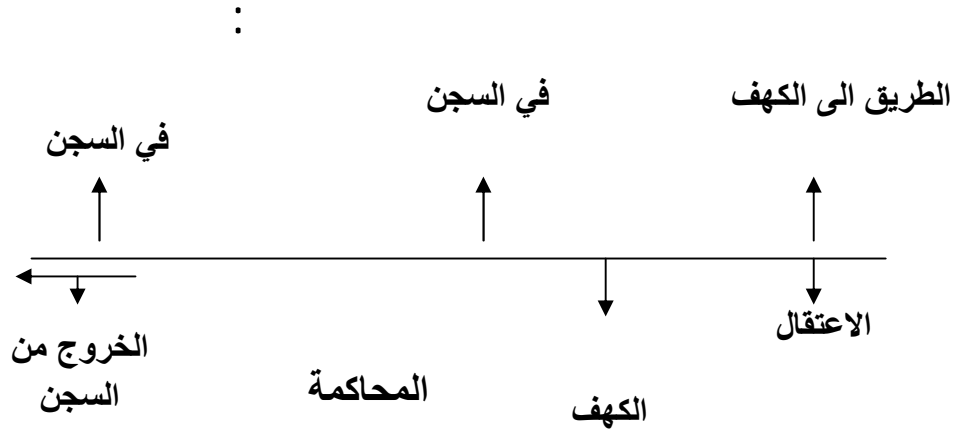 :
الطريق الى الكهف
في السجن
في السجن
الاعتقال
الكهف
المحاكمة
الخروج من
السجن